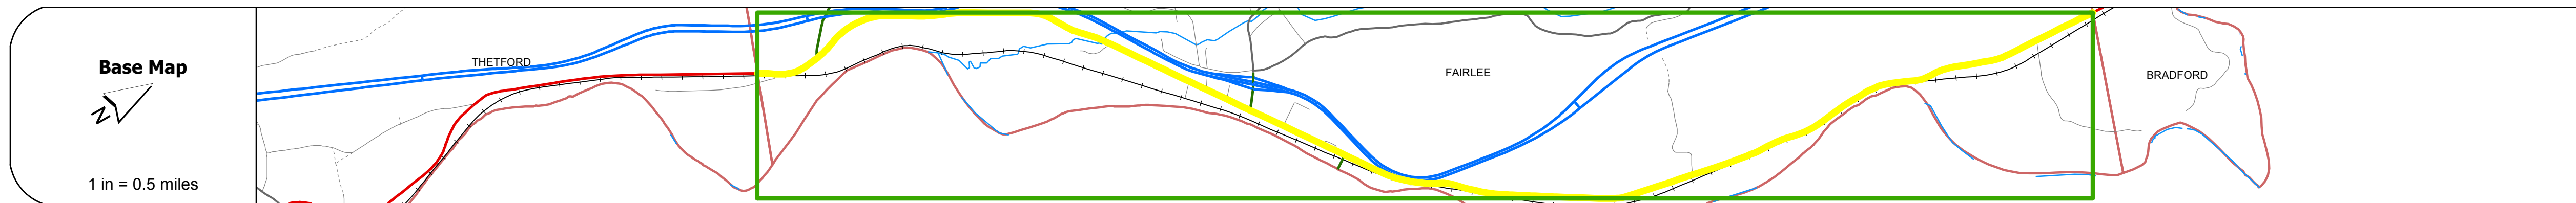 Base Map
N
1 in = 0.5 miles
THETFORD
FAIRLEE
BRADFORD